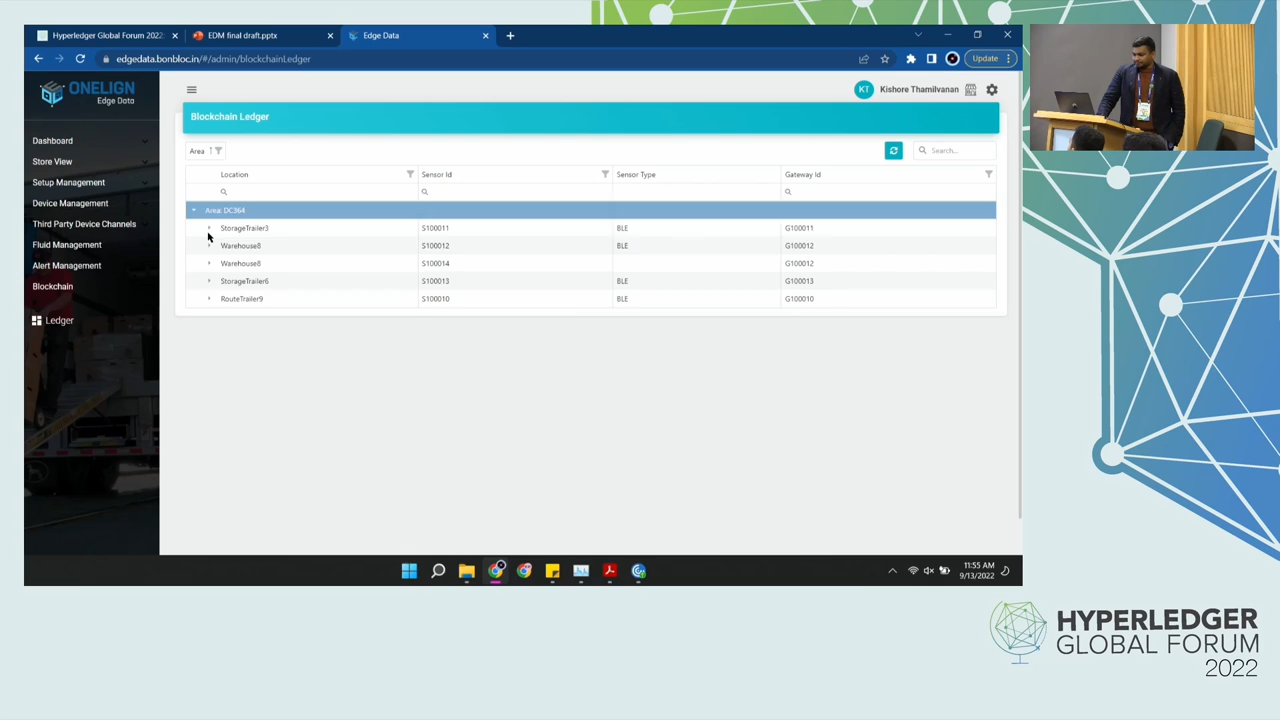 Hyperledger Global Forum 2022:
EDM final draft.pptx
Edge Data
edgedata.bonbloc.in/#/admin/blockchainLedger
Update
ONELIGN
Edge Data
Kishore Thamilvanan
KT
Blockchain Ledger
Dashboard
Store View
Setup Management
Device Management
Third Party Device Channels
Fluid Management
Alert Management
Blockchain
Ledger
Area
Search...
Location Sensor Id Sensor Type Gateway Id
Area: DC364
StorageTrailer3 S100011 BLE G100011
Warehouse8 S100012 BLE G100012
Warehouse8 S100014 G100012
StorageTrailer6 S100013 BLE G100013
RouteTrailer9 S100010 BLE G100010
11:55 AM
9/13/2022
HYPERLEDGER
GLOBAL FORUM
2022